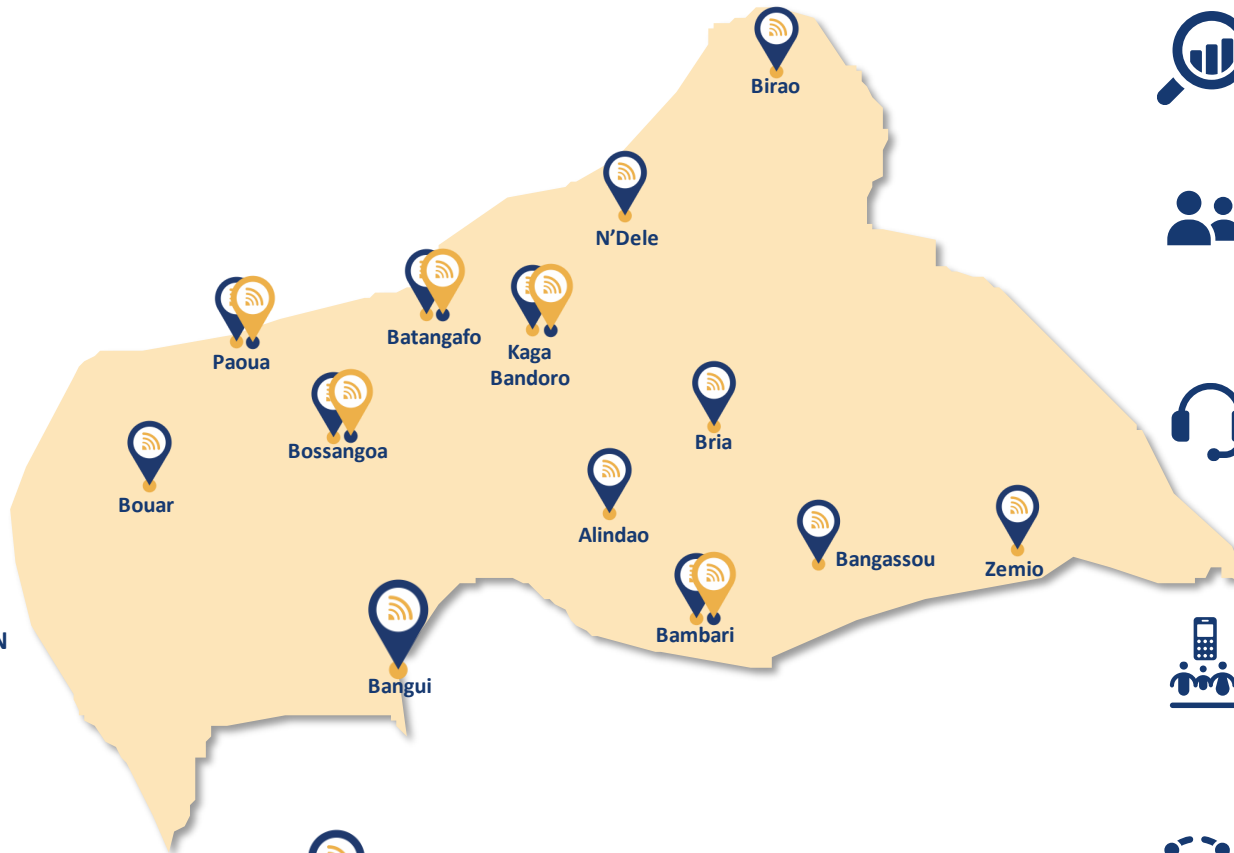 Birao
N’Dele
Batangafo
Kaga
Bandoro
Paoua
Bria
Bossangoa
Bouar
Alindao
Bangassou
Zemio
Bambari
N
Bangui